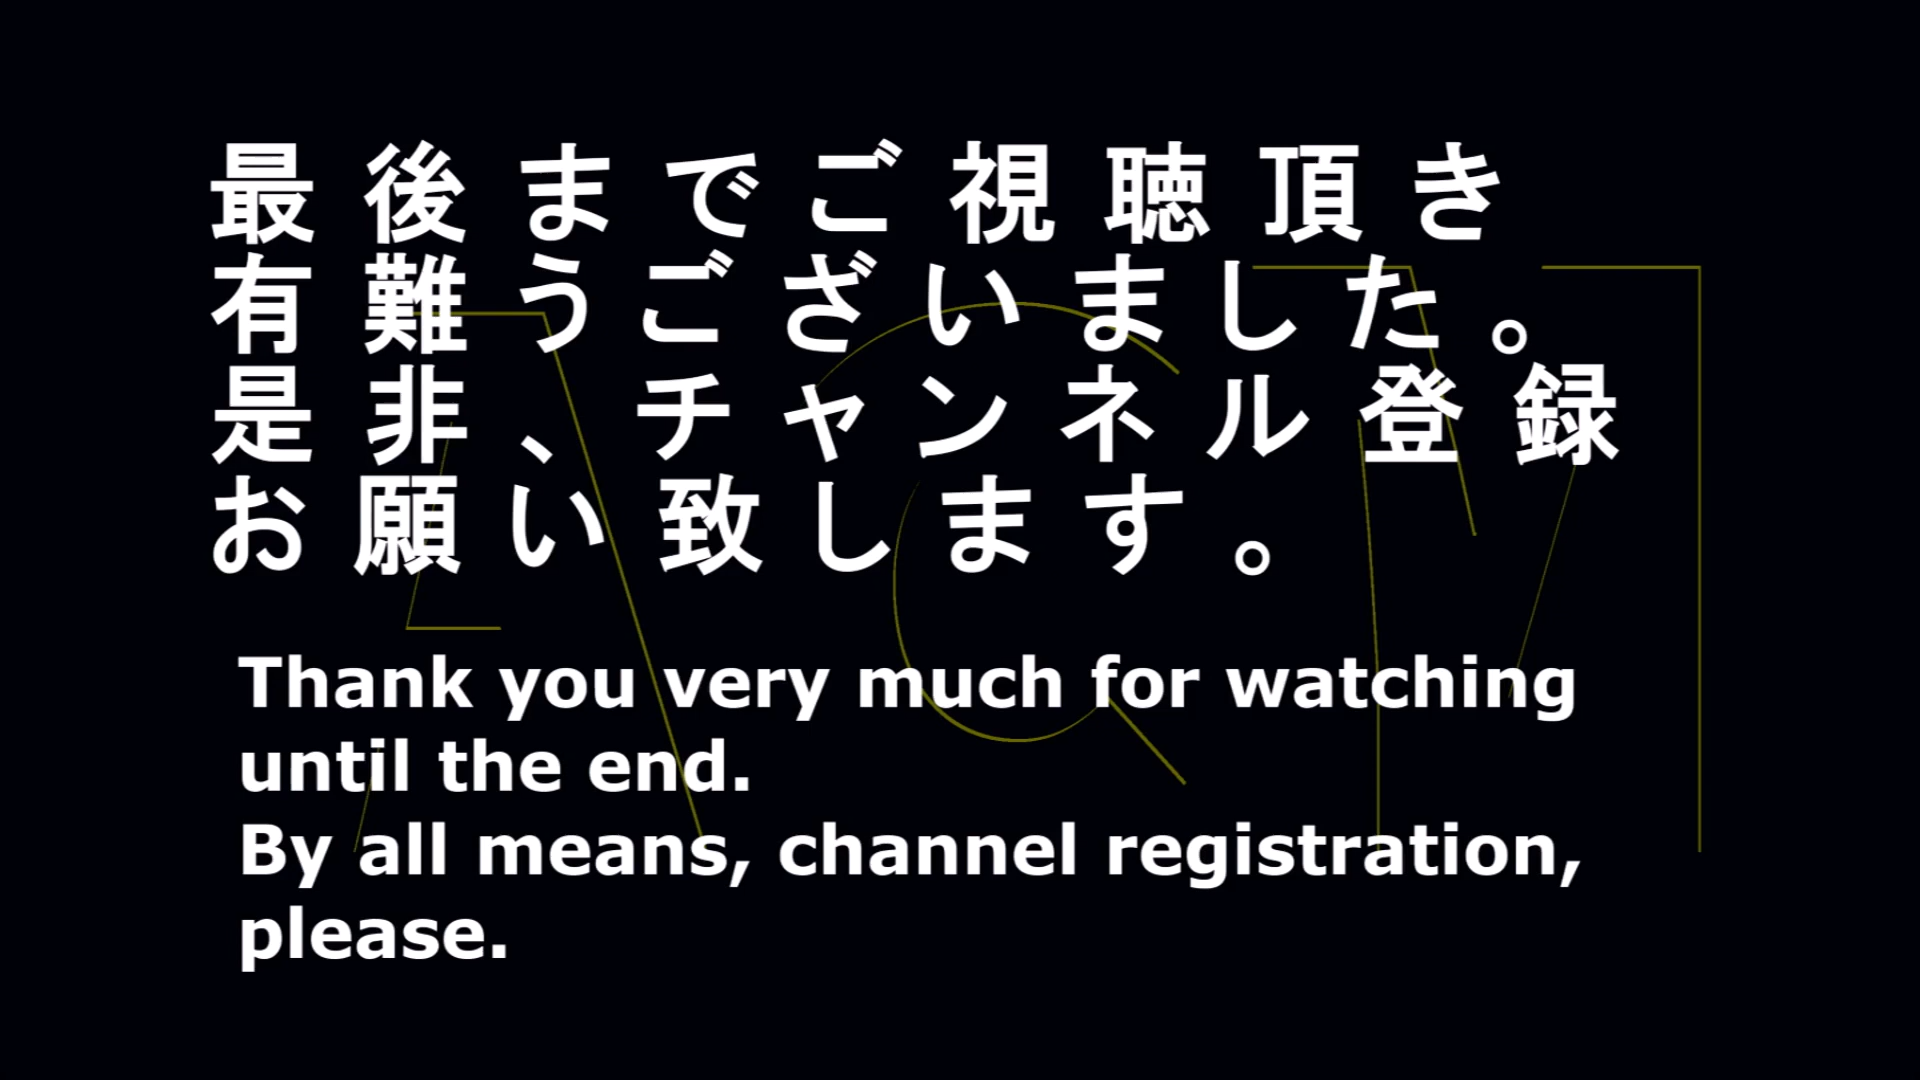 最後までご視聴頂き
有難うございました。
是非、チャンネル登録
お願い致します。
Thank you very much for watching
until the end.
By all means, channel registration,
please.